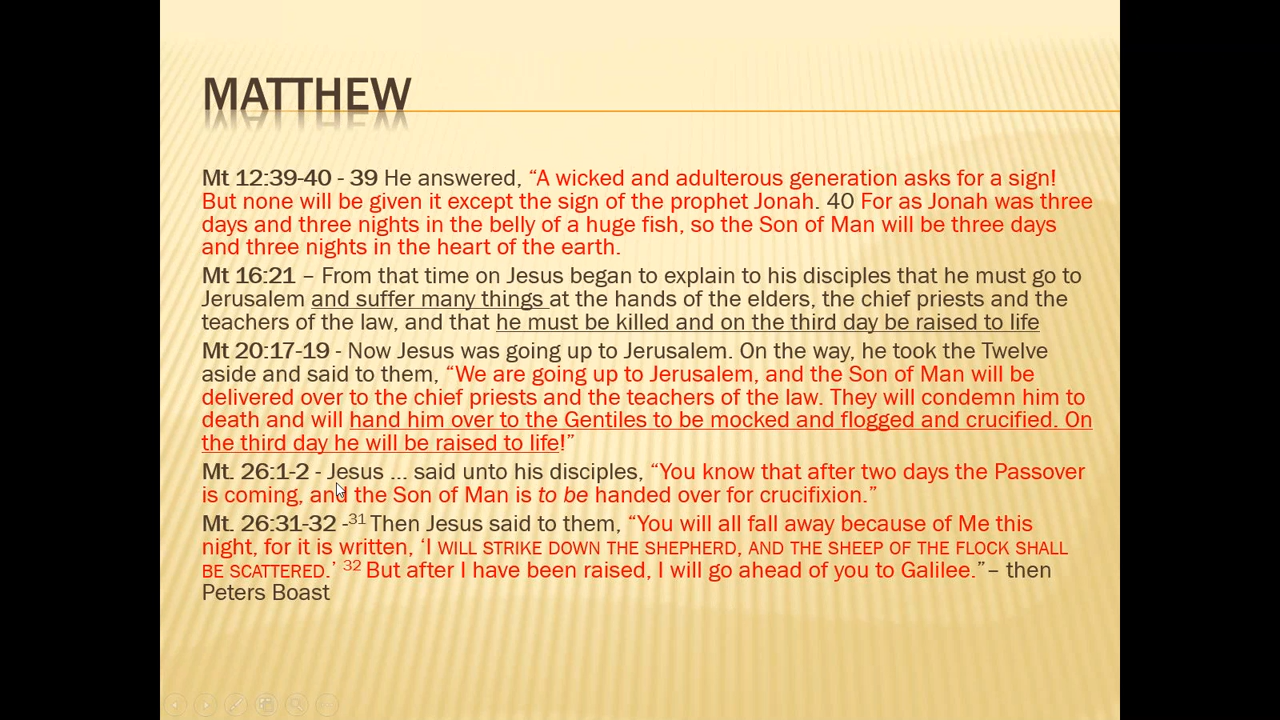 MATTHEW
Mt 12:39-40 - 39 He answered, “A wicked and adulterous generation asks for a sign!
But none will be given it except the sign of the prophet Jonah. 40 For as Jonah was three
days and three nights in the belly of a huge fish, so the Son of Man will be three days
and three nights in the heart of the earth.
Mt 16:21 – From that time on Jesus began to explain to his disciples that he must go to
Jerusalem and suffer many things at the hands of the elders, the chief priests and the
teachers of the law, and that he must be killed and on the third day be raised to life
Mt 20:17-19 - Now Jesus was going up to Jerusalem. On the way, he took the Twelve
aside and said to them, “We are going up to Jerusalem, and the Son of Man will be
delivered over to the chief priests and the teachers of the law. They will condemn him to
death and will hand him over to the Gentiles to be mocked and flogged and crucified. On
the third day he will be raised to life!”
Mt. 26:1-2 - Jesus ... said unto his disciples, “You know that after two days the Passover
is coming, and the Son of Man is to be handed over for crucifixion.”
Mt. 26:31-32 -31 Then Jesus said to them, “You will all fall away because of Me this
night, for it is written, ‘I WILL STRIKE DOWN THE SHEPHERD, AND THE SHEEP OF THE FLOCK SHALL
BE SCATTERED.’ 32 But after I have been raised, I will go ahead of you to Galilee.”– then
Peters Boast